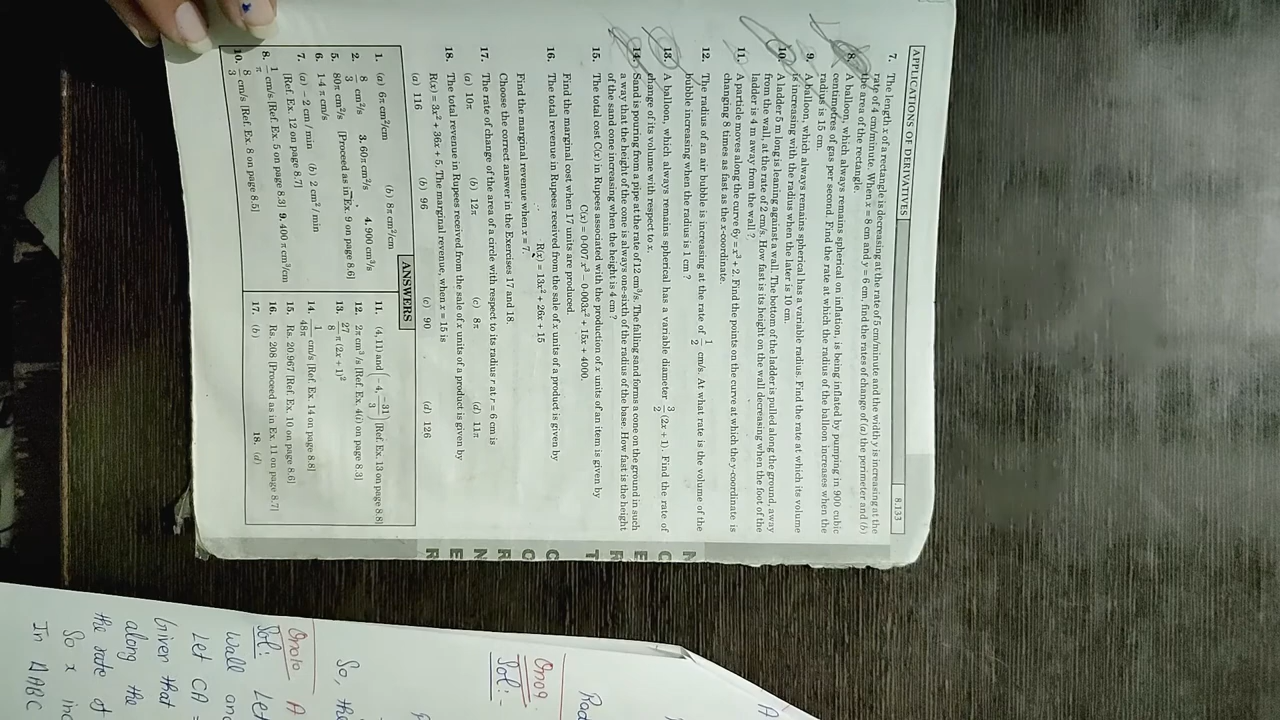 APPLICATIONS OF DERIVATIVES 8.133
7. The length x of a rectangle is decreasing at the rate of 5 cm/minute and the width y is increasing at the
rate of 4 cm/minute. When x = 8 cm and y = 6 cm, find the rates of change of (a) the perimeter and (b)
the area of the rectangle.
8. A balloon, which always remains spherical on inflation, is being inflated by pumping in 900 cubic
centimetres of gas per second. Find the rate at which the radius of the balloon increases when the
radius is 15 cm.
9. A balloon, which always remains spherical has a variable radius. Find the rate at which its volume
is increasing with the radius when the later is 10 cm.
10. A ladder 5 m long is leaning against a wall. The bottom of the ladder is pulled along the ground, away
from the wall, at the rate of 2 cm/s. How fast is its height on the wall decreasing when the foot of the
ladder is 4 m away from the wall ?
11. A particle moves along the curve 6y = x³ + 2. Find the points on the curve at which the y-coordinate is
changing 8 times as fast as the x-coordinate.
12. The radius of an air bubble is increasing at the rate of 1/2 cm/s. At what rate is the volume of the
bubble increasing when the radius is 1 cm ?
13. A balloon, which always remains spherical has a variable diameter 3/2 (2x + 1). Find the rate of
change of its volume with respect to x.
14. Sand is pouring from a pipe at the rate of 12 cm³/s. The falling sand forms a cone on the ground in such
a way that the height of the cone is always one-sixth of the radius of the base. How fast is the height
of the sand cone increasing when the height is 4 cm ?
15. The total cost C(x) in Rupees associated with the production of x units of an item is given by
C(x) = 0·007 x³ – 0·003x² + 15x + 4000.
Find the marginal cost when 17 units are produced.
16. The total revenue in Rupees received from the sale of x units of a product is given by
R(x) = 13x² + 26x + 15
Find the marginal revenue when x = 7.
Choose the correct answer in the Exercises 17 and 18.
17. The rate of change of the area of a circle with respect to its radius r at r = 6 cm is
(a) 10π (b) 12π (c) 8π (d) 11π
18. The total revenue in Rupees received from the sale of x units of a product is given by
R(x) = 3x² + 36x + 5. The marginal revenue, when x = 15 is
(a) 116 (b) 96 (c) 90 (d) 126
ANSWERS
1. (a) 6π cm²/cm (b) 8π cm²/cm
2. 8/3 cm²/s 3. 60π cm²/s 4. 900 cm³/s
5. 80π cm²/s [Proceed as in Ex. 9 on page 8.6]
6. 1·4 π cm/s
7. (a) – 2 cm / min (b) 2 cm² / min
[Ref. Ex. 12 on page 8.7]
8. 1/π cm/s [Ref. Ex. 5 on page 8.3] 9. 400 π cm³/cm
10. 8/3 cm/s [Ref. Ex. 8 on page 8.5]
11. (4, 11) and (– 4, –31/3) [Ref. Ex. 13 on page 8.8]
12. 2π cm³ /s [Ref. Ex. 4(i) on page 8.3]
13. 27/8 π (2x + 1)²
14. 1/48π cm/s [Ref. Ex. 14 on page 8.8]
15. Rs. 20.967 [Ref. Ex. 10 on page 8.6]
16. Rs. 208 [Proceed as in Ex. 11 on page 8.7]
17. (b) 18. (d)
N
C
E
R
T
C
O
R
N
E
R
A
Rad
Sol:-
So, the
A
Sol: Let
Wall and
Let CA =
Given that
along the
the rate of
So x inc
In ΔABC